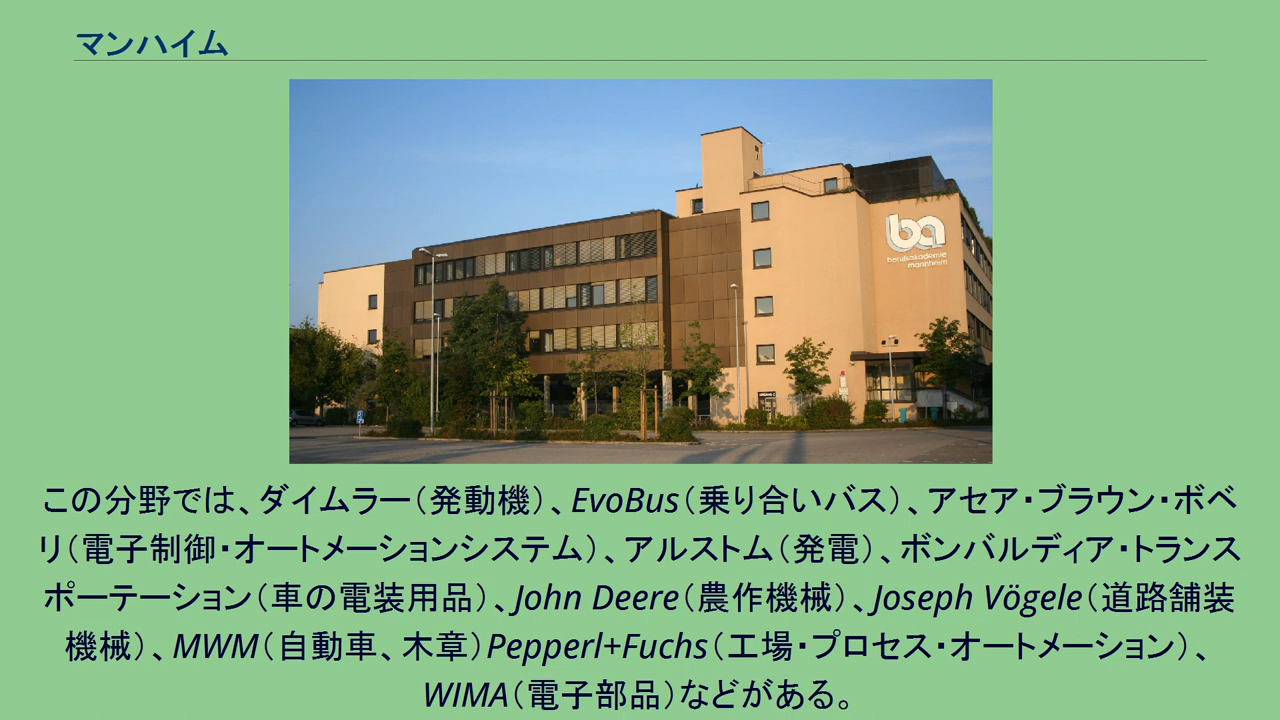 マンハイム
ba
berufsakademie
mannheim
この分野では、ダイムラー（発動機）、EvoBus（乗り合いバス）、アセア・ブラウン・ボベ
リ（電子制御・オートメーションシステム）、アルストム（発電）、ボンバルディア・トランス
ポーテーション（車の電装用品）、John Deere（農作機械）、Joseph Vögele（道路舗装
機械）、MWM（自動車、木章）Pepperl+Fuchs（工場・プロセス・オートメーション）、
WIMA（電子部品）などがある。